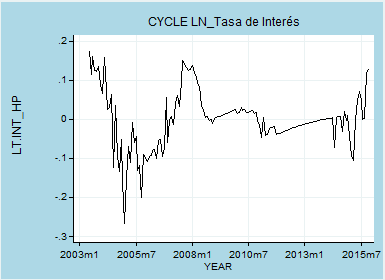 CYCLE LN_Tasa de Interés
LT.INT_HP
.2
.1
0
-.1
-.2
-.3
2003m1 2005m7 2008m1 2010m7 2013m1 2015m7
YEAR